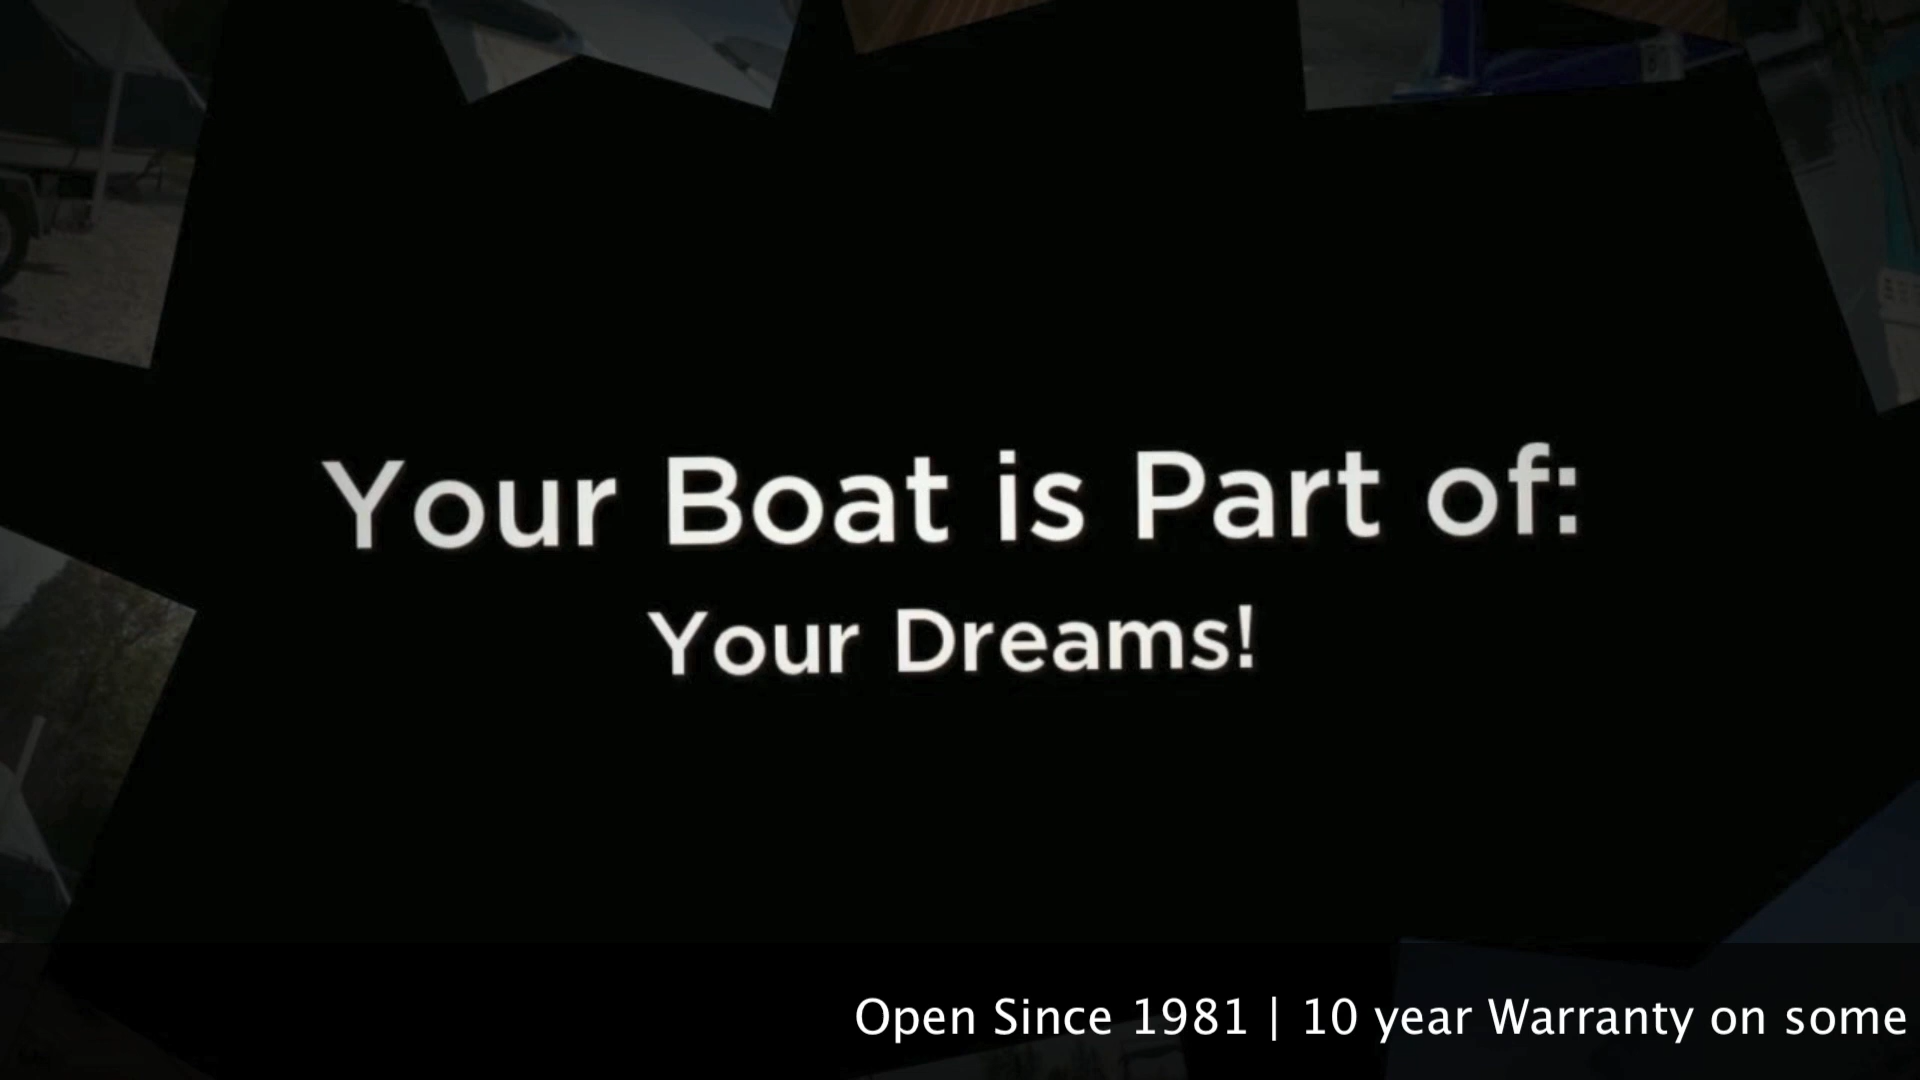 Your Boat is Part of:
Your Dreams!
Open Since 1981 | 10 year Warranty on some